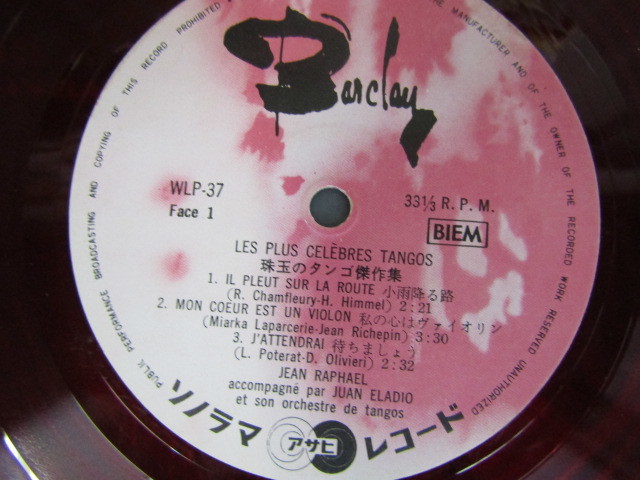 Barclay
WLP-37
Face 1
33⅓ R. P. M.
BIEM
LES PLUS CELÈBRES TANGOS
珠玉のタンゴ傑作集
1. IL PLEUT SUR LA ROUTE 小雨降る路
(R. Chamfleury-H. Himmel) 2:21
2. MON COEUR EST UN VIOLON 私の心はヴァイオリン
(Miarka Laparcerie-Jean Richepin) 3:30
3. J'ATTENDRAI 待ちましょう
(L. Poterat-D. Olivieri) 2:32
JEAN RAPHAEL
accompagné par JUAN ELADIO
et son orchestre de tangos
ソノラマ アサヒ レコード
PUBLIC PERFORMANCE BROADCASTING AND COPYING OF THIS RECORD PROHIBITED
THE MANUFACTURER AND OF THE OWNER OF THE RECORDED WORK RESERVED UNAUTHORIZED